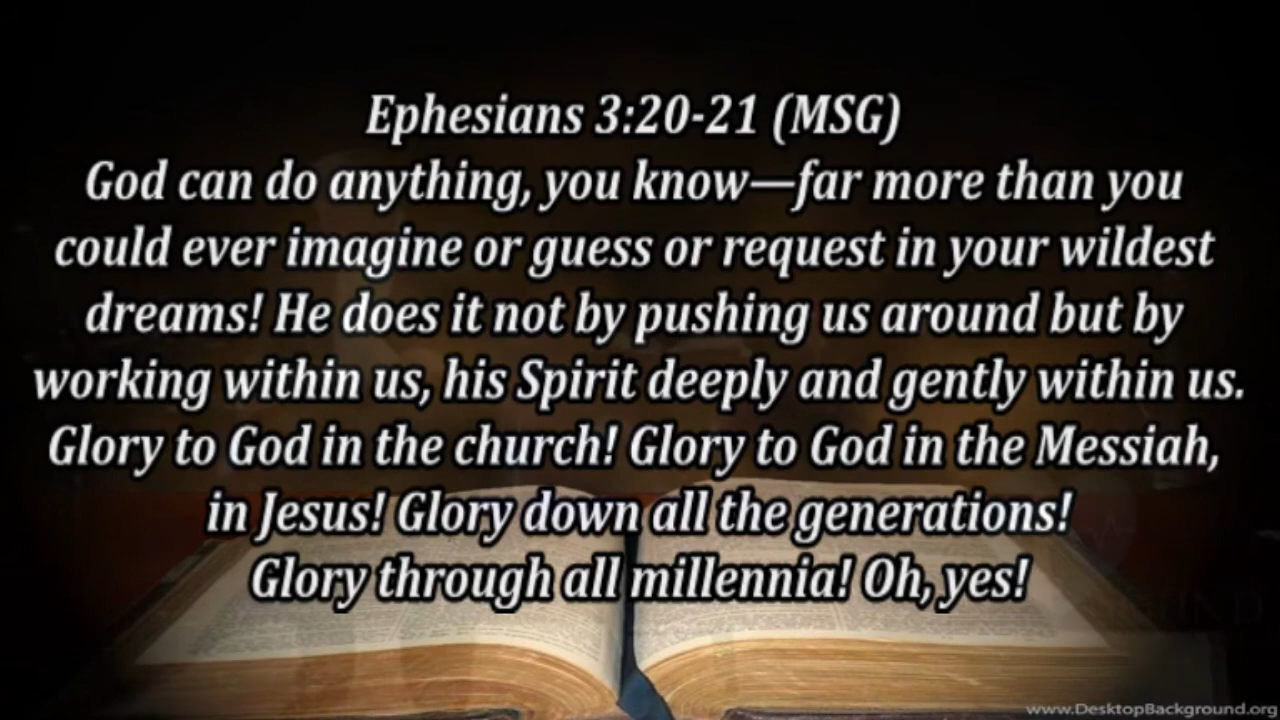 Ephesians 3:20-21 (MSG)
God can do anything, you know—far more than you
could ever imagine or guess or request in your wildest
dreams! He does it not by pushing us around but by
working within us, his Spirit deeply and gently within us.
Glory to God in the church! Glory to God in the Messiah,
in Jesus! Glory down all the generations!
Glory through all millennia! Oh, yes!
www.DesktopBackground.org